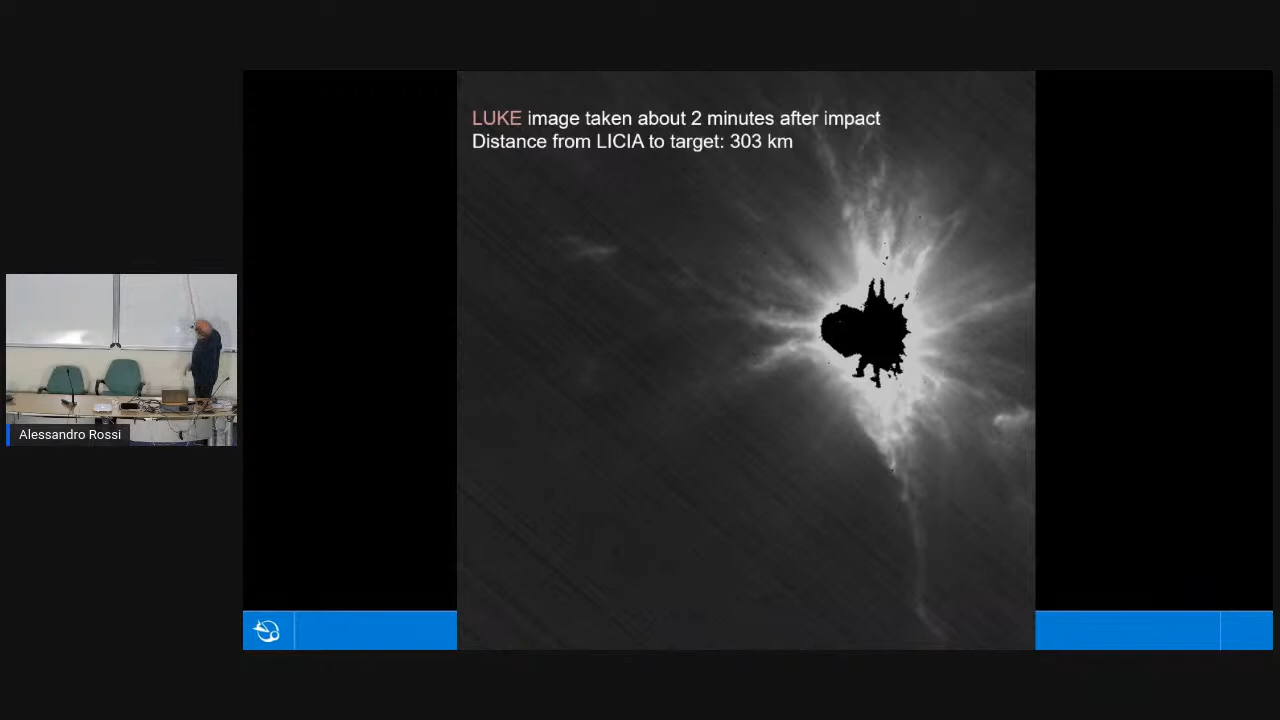 LUKE image taken about 2 minutes after impact
Distance from LICIA to target: 303 km
Alessandro Rossi